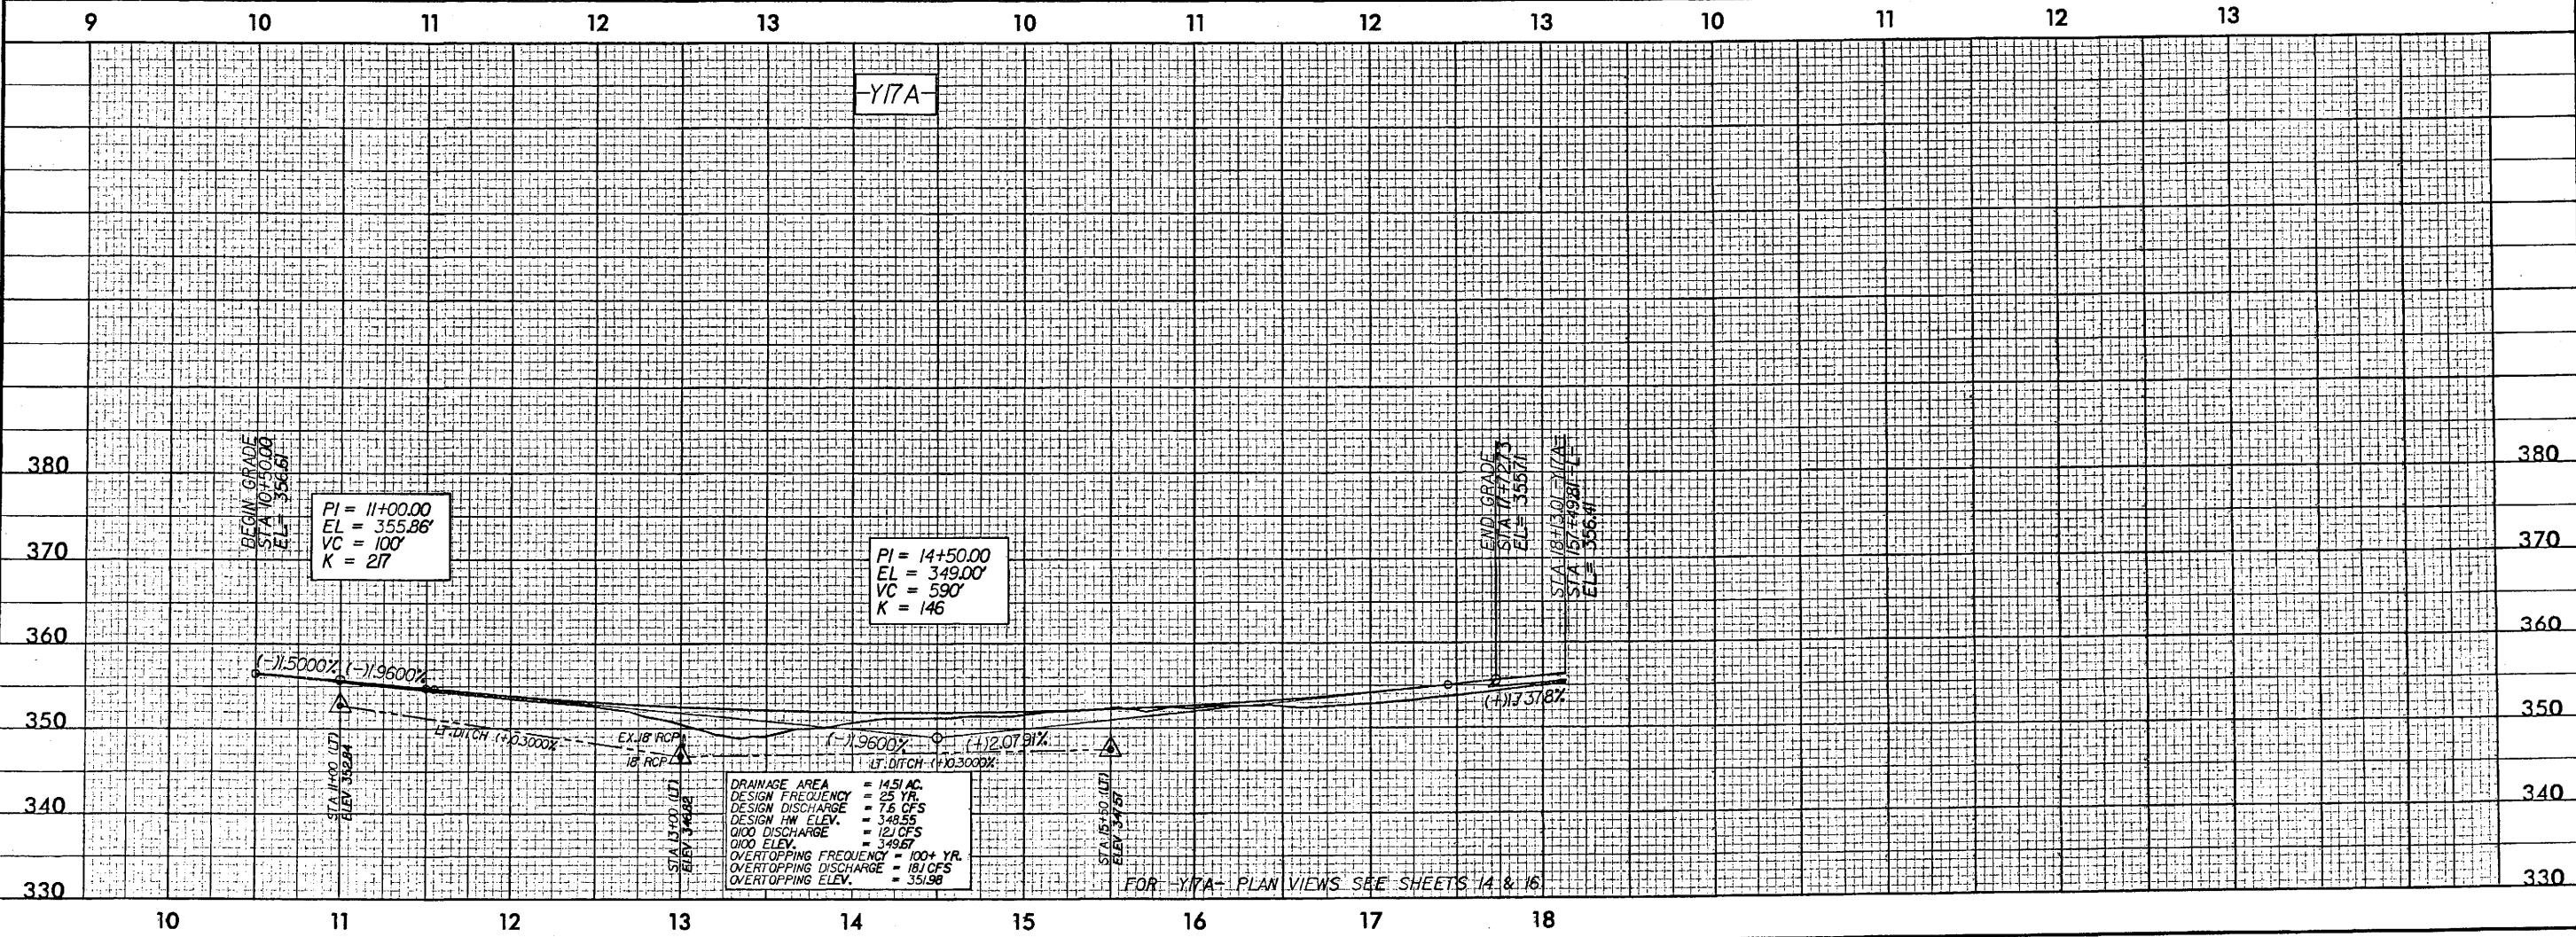 9 10 11 12 13 10 11 12 13 10 11 12 13
-Y17A-
BEGIN GRADE
STA 10+50.00
EL= 356.61
PI = 11+00.00
EL = 355.86'
VC = 100'
K = 217
PI = 14+50.00
EL = 349.00'
VC = 590'
K = 146
END GRADE
STA 17+72.73
EL= 355.71
STA 18+13.01 -Y17A-=
STA 157+49.81 -L-
EL= 356.41
380 380
370 370
360 360
350 350
340 340
330 330
(-)1.5000% (-)1.9600%
(-)1.9600% (+)2.0791%
(+)1.7378%
LT. DITCH (+)0.3000%
EX. 18" RCP
18" RCP
LT. DITCH (+)0.3000%
STA 11+00 (LT)
ELEV. 352.84
STA 13+00 (LT)
ELEV. 346.82
STA 15+50 (LT)
ELEV. 347.57
DRAINAGE AREA = 14.51 AC.
DESIGN FREQUENCY = 25 YR.
DESIGN DISCHARGE = 7.6 CFS
DESIGN HW ELEV. = 348.55
Q100 DISCHARGE = 12.1 CFS
Q100 ELEV. = 349.67
OVERTOPPING FREQUENCY = 100+ YR.
OVERTOPPING DISCHARGE = 18.1 CFS
OVERTOPPING ELEV. = 351.98
FOR -Y17A- PLAN VIEWS SEE SHEETS 14 & 16
10 11 12 13 14 15 16 17 18